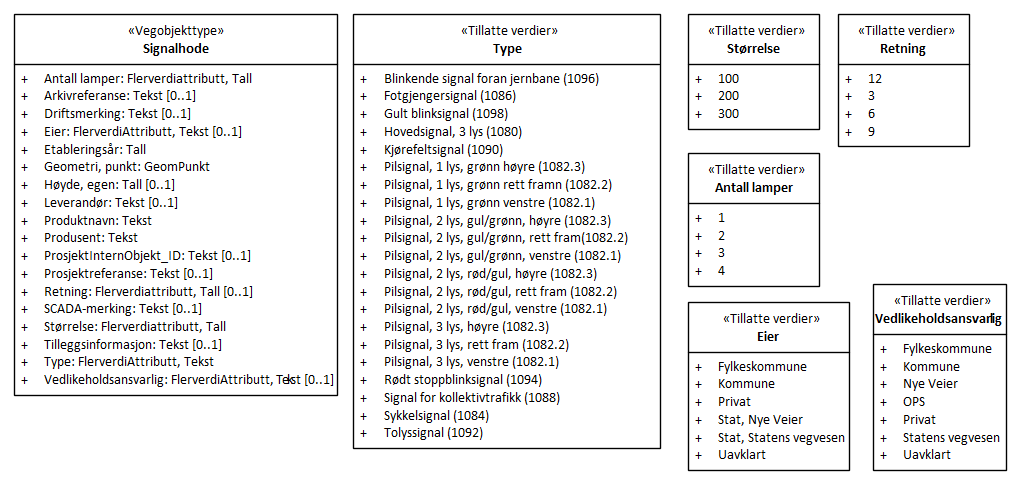 «Vegobjekttype»
Signalhode
+ Antall lamper: Flerverdiattributt, Tall
+ Arkivreferanse: Tekst [0..1]
+ Driftsmerking: Tekst [0..1]
+ Eier: FlerverdiAttributt, Tekst [0..1]
+ Etableringsår: Tall
+ Geometri, punkt: GeomPunkt
+ Høyde, egen: Tall [0..1]
+ Leverandør: Tekst [0..1]
+ Produktnavn: Tekst
+ Produsent: Tekst
+ ProsjektInternObjekt_ID: Tekst [0..1]
+ Prosjektreferanse: Tekst [0..1]
+ Retning: Flerverdiattributt, Tall [0..1]
+ SCADA-merking: Tekst [0..1]
+ Størrelse: Flerverdiattributt, Tall
+ Tilleggsinformasjon: Tekst [0..1]
+ Type: FlerverdiAttributt, Tekst
+ Vedlikeholdsansvarlig: FlerverdiAttributt, Tekst [0..1]
«Tillatte verdier»
Type
+ Blinkende signal foran jernbane (1096)
+ Fotgjengersignal (1086)
+ Gult blinksignal (1098)
+ Hovedsignal, 3 lys (1080)
+ Kjørefeltsignal (1090)
+ Pilsignal, 1 lys, grønn høyre (1082.3)
+ Pilsignal, 1 lys, grønn rett framn (1082.2)
+ Pilsignal, 1 lys, grønn venstre (1082.1)
+ Pilsignal, 2 lys, gul/grønn, høyre (1082.3)
+ Pilsignal, 2 lys, gul/grønn, rett fram(1082.2)
+ Pilsignal, 2 lys, gul/grønn, venstre (1082.1)
+ Pilsignal, 2 lys, rød/gul, høyre (1082.3)
+ Pilsignal, 2 lys, rød/gul, rett fram (1082.2)
+ Pilsignal, 2 lys, rød/gul, venstre (1082.1)
+ Pilsignal, 3 lys, høyre (1082.3)
+ Pilsignal, 3 lys, rett fram (1082.2)
+ Pilsignal, 3 lys, venstre (1082.1)
+ Rødt stoppblinksignal (1094)
+ Signal for kollektivtrafikk (1088)
+ Sykkelsignal (1084)
+ Tolyssignal (1092)
«Tillatte verdier»
Størrelse
+ 100
+ 200
+ 300
«Tillatte verdier»
Retning
+ 12
+ 3
+ 6
+ 9
«Tillatte verdier»
Antall lamper
+ 1
+ 2
+ 3
+ 4
«Tillatte verdier»
Eier
+ Fylkeskommune
+ Kommune
+ Privat
+ Stat, Nye Veier
+ Stat, Statens vegvesen
+ Uavklart
«Tillatte verdier»
Vedlikeholdsansvarlig
+ Fylkeskommune
+ Kommune
+ Nye Veier
+ OPS
+ Privat
+ Statens vegvesen
+ Uavklart